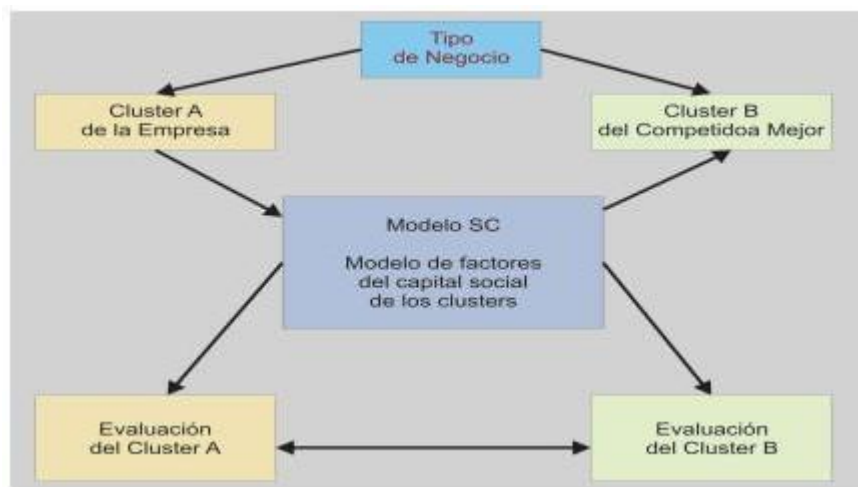 Tipo
de Negocio
Cluster A
de la Empresa
Cluster B
del Competidoa Mejor
Modelo SC
Modelo de factores
del capital social
de los clusters
Evaluación
del Cluster A
Evaluación
del Cluster B